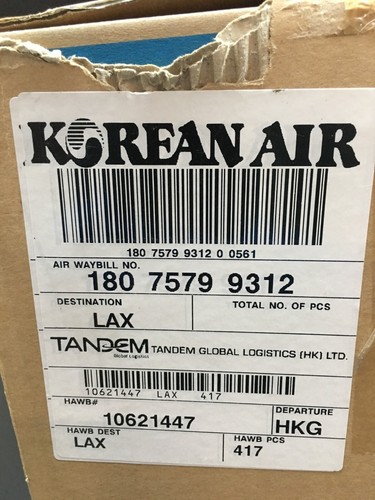 KOREAN AIR
180 7579 9312 0 0561
AIR WAYBILL NO.
180 7579 9312
DESTINATION
TOTAL NO. OF PCS
LAX
TANDEM Global Logistics TANDEM GLOBAL LOGISTICS (HK) LTD.
10621447 LAX 417
HAWB#
DEPARTURE
10621447
HKG
HAWB DEST
HAWB PCS
LAX
417